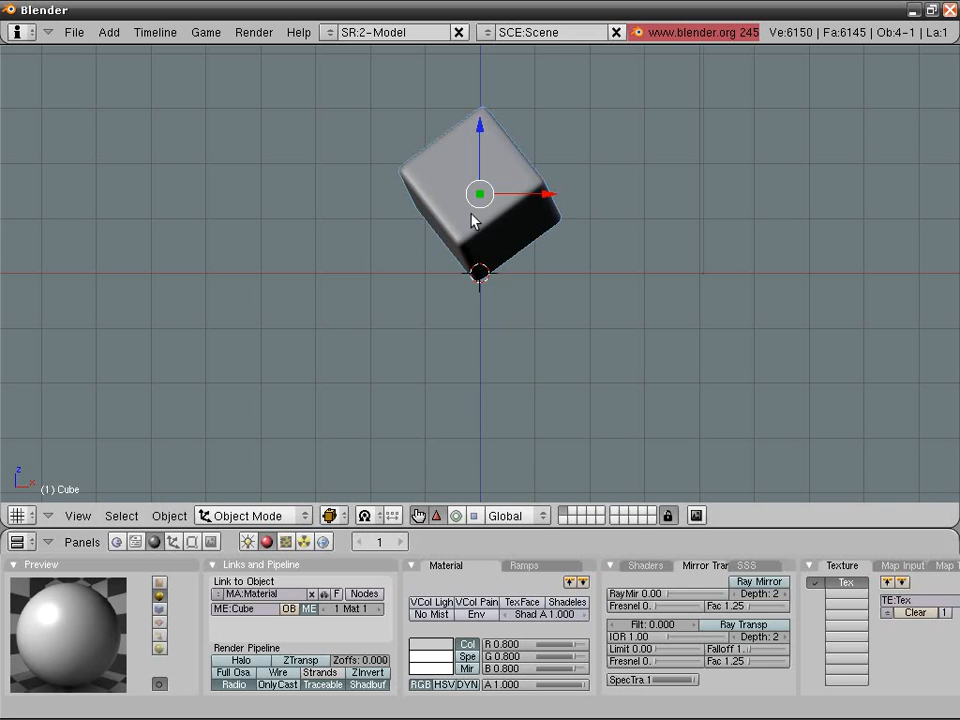 Blender
File Add Timeline Game Render Help SR:2-Model SCE:Scene www.blender.org 245 Ve:6150 | Fa:6145 | Ob:4-1 | La:1
z
x
(1) Cube
View Select Object Object Mode Global
Panels 1
Preview Links and Pipeline Material Ramps Shaders Mirror Tran SSS Texture Map Input Map
Link to Object
MA:Material F Nodes
ME:Cube OB ME 1 Mat 1
Render Pipeline
Halo ZTransp Zoffs: 0.000
Full Osa Wire Strands ZInvert
Radio OnlyCast Traceable Shadbuf
VCol Ligh VCol Pain TexFace Shadeles
No Mist Env Shad A 1.000
Col R 0.800
Spe G 0.800
Mir B 0.800
RGB HSV DYN A 1.000
Ray Mirror
RayMir 0.00 Depth: 2
Fresnel 0. Fac 1.25
Filt: 0.000 Ray Transp
IOR 1.00 Depth: 2
Limit 0.00 Falloff 1.
Fresnel 0. Fac 1.25
SpecTra 1
Tex
TE:Tex
Clear 1